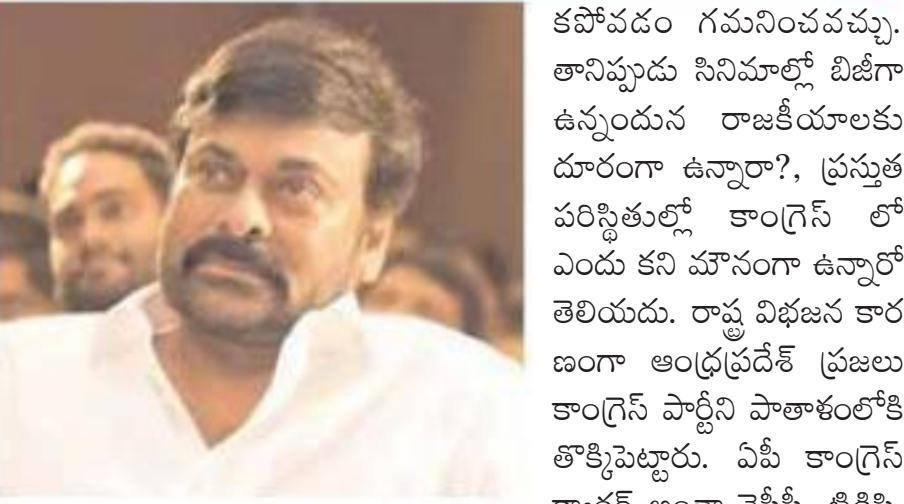 కపోవడం గమనించవచ్చు.
తానిప్పుడు సినిమాల్లో బిజీగా
ఉన్నందున రాజకీయాలకు
దూరంగా ఉన్నారా?, ప్రస్తుత
పరిస్థితుల్లో కాంగ్రెస్ లో
ఎందు కని మౌనంగా ఉన్నారో
తెలియదు. రాష్ట్ర విభజన కార
ణంగా ఆంధ్రప్రదేశ్ ప్రజలు
కాంగ్రెస్ పార్టీని పాతాళంలోకి
తొక్కిపెట్టారు. ఏపీ కాంగ్రెస్